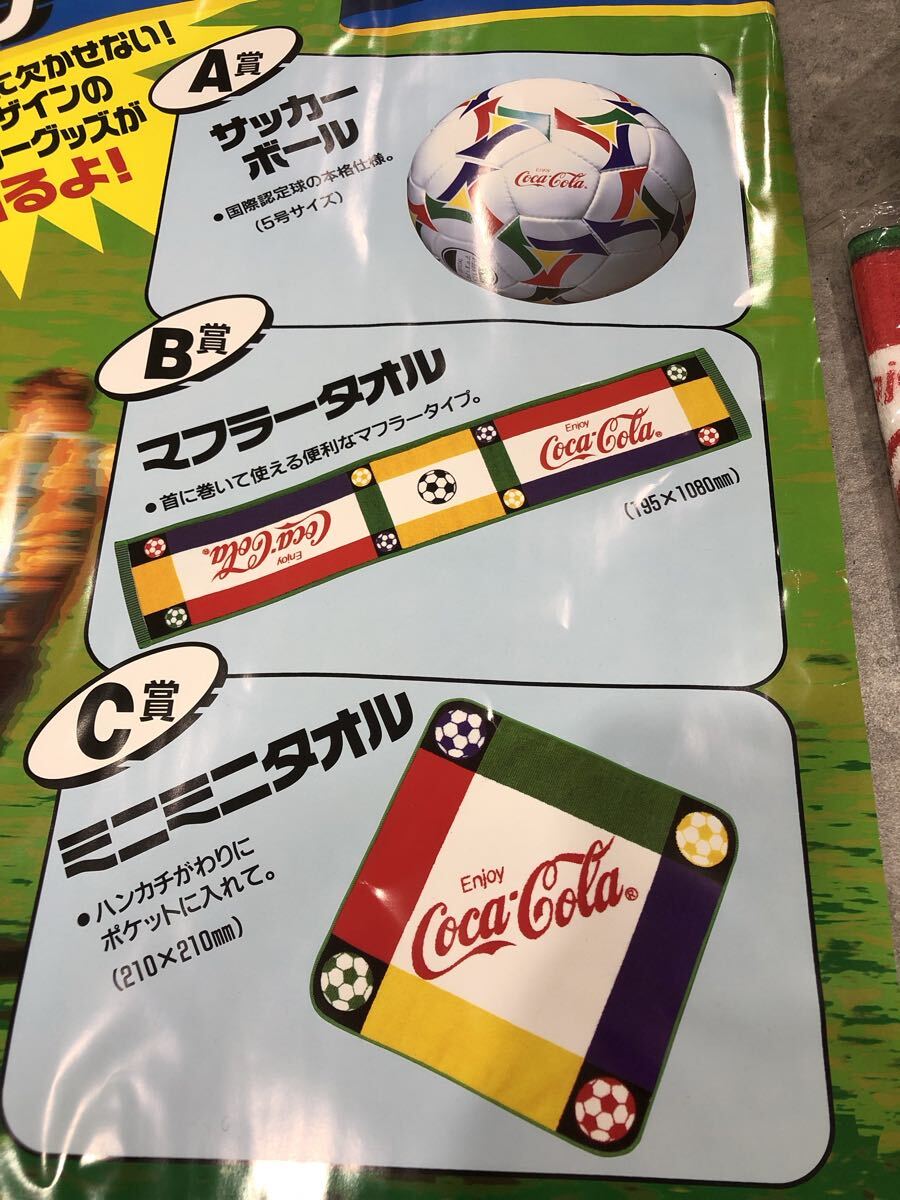 に欠かせない!
ザインの
ーグッズが
るよ!
A賞
サッカー
ボール
●国際認定球の本格仕様。
(5号サイズ)
ENJOY
Coca-Cola
B賞
マフラータオル
●首に巻いて使える便利なマフラータイプ。
Enjoy
Coca-Cola®
Enjoy
Coca-Cola®
(195×1080mm)
C賞
ミニミニタオル
●ハンカチがわりに
ポケットに入れて。
(210×210mm)
Enjoy
Coca-Cola®